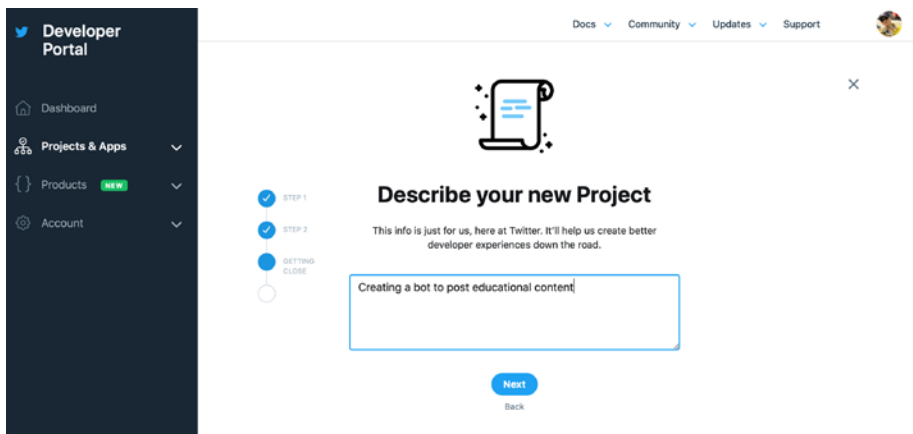 Developer
Portal
Docs
Community
Updates
Support
Dashboard
Projects & Apps
Products NEW
Account
STEP 1
STEP 2
GETTING
CLOSE
Describe your new Project
This info is just for us, here at Twitter. It'll help us create better
developer experiences down the road.
Creating a bot to post educational content
Next
Back